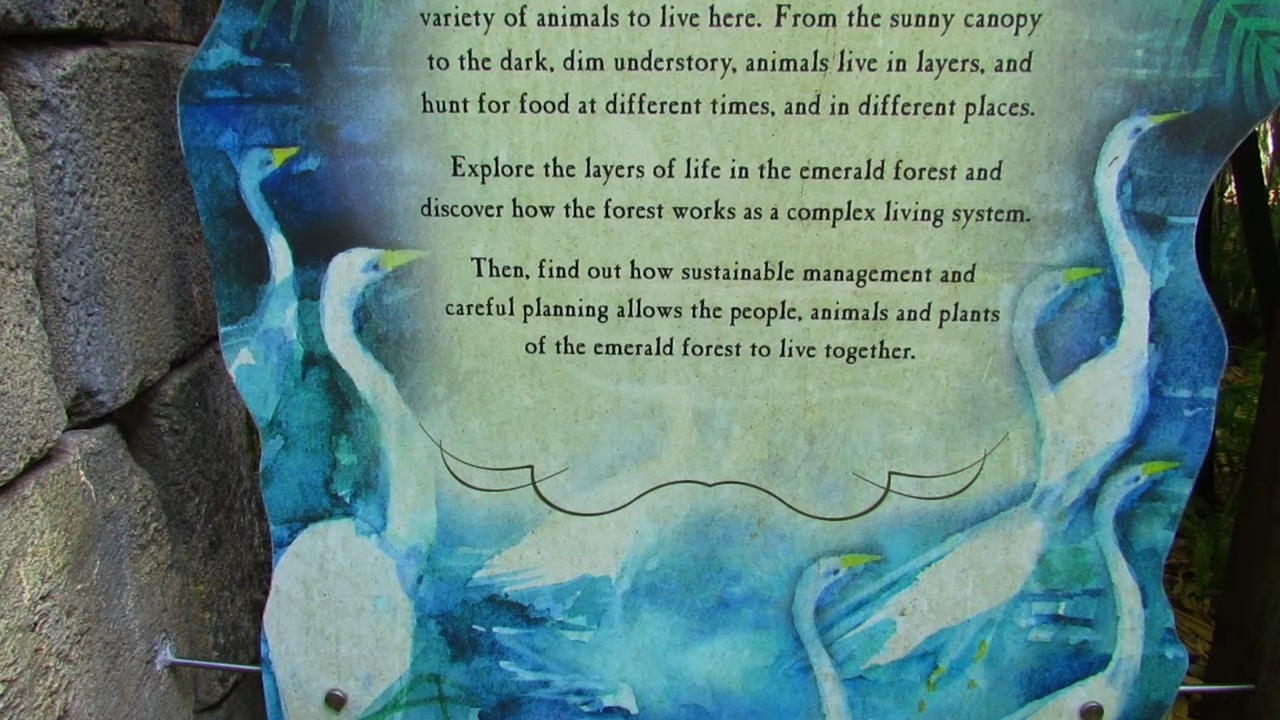 variety of animals to live here. From the sunny canopy
to the dark, dim understory, animals live in layers, and
hunt for food at different times, and in different places.
Explore the layers of life in the emerald forest and
discover how the forest works as a complex living system.
Then, find out how sustainable management and
careful planning allows the people, animals and plants
of the emerald forest to live together.